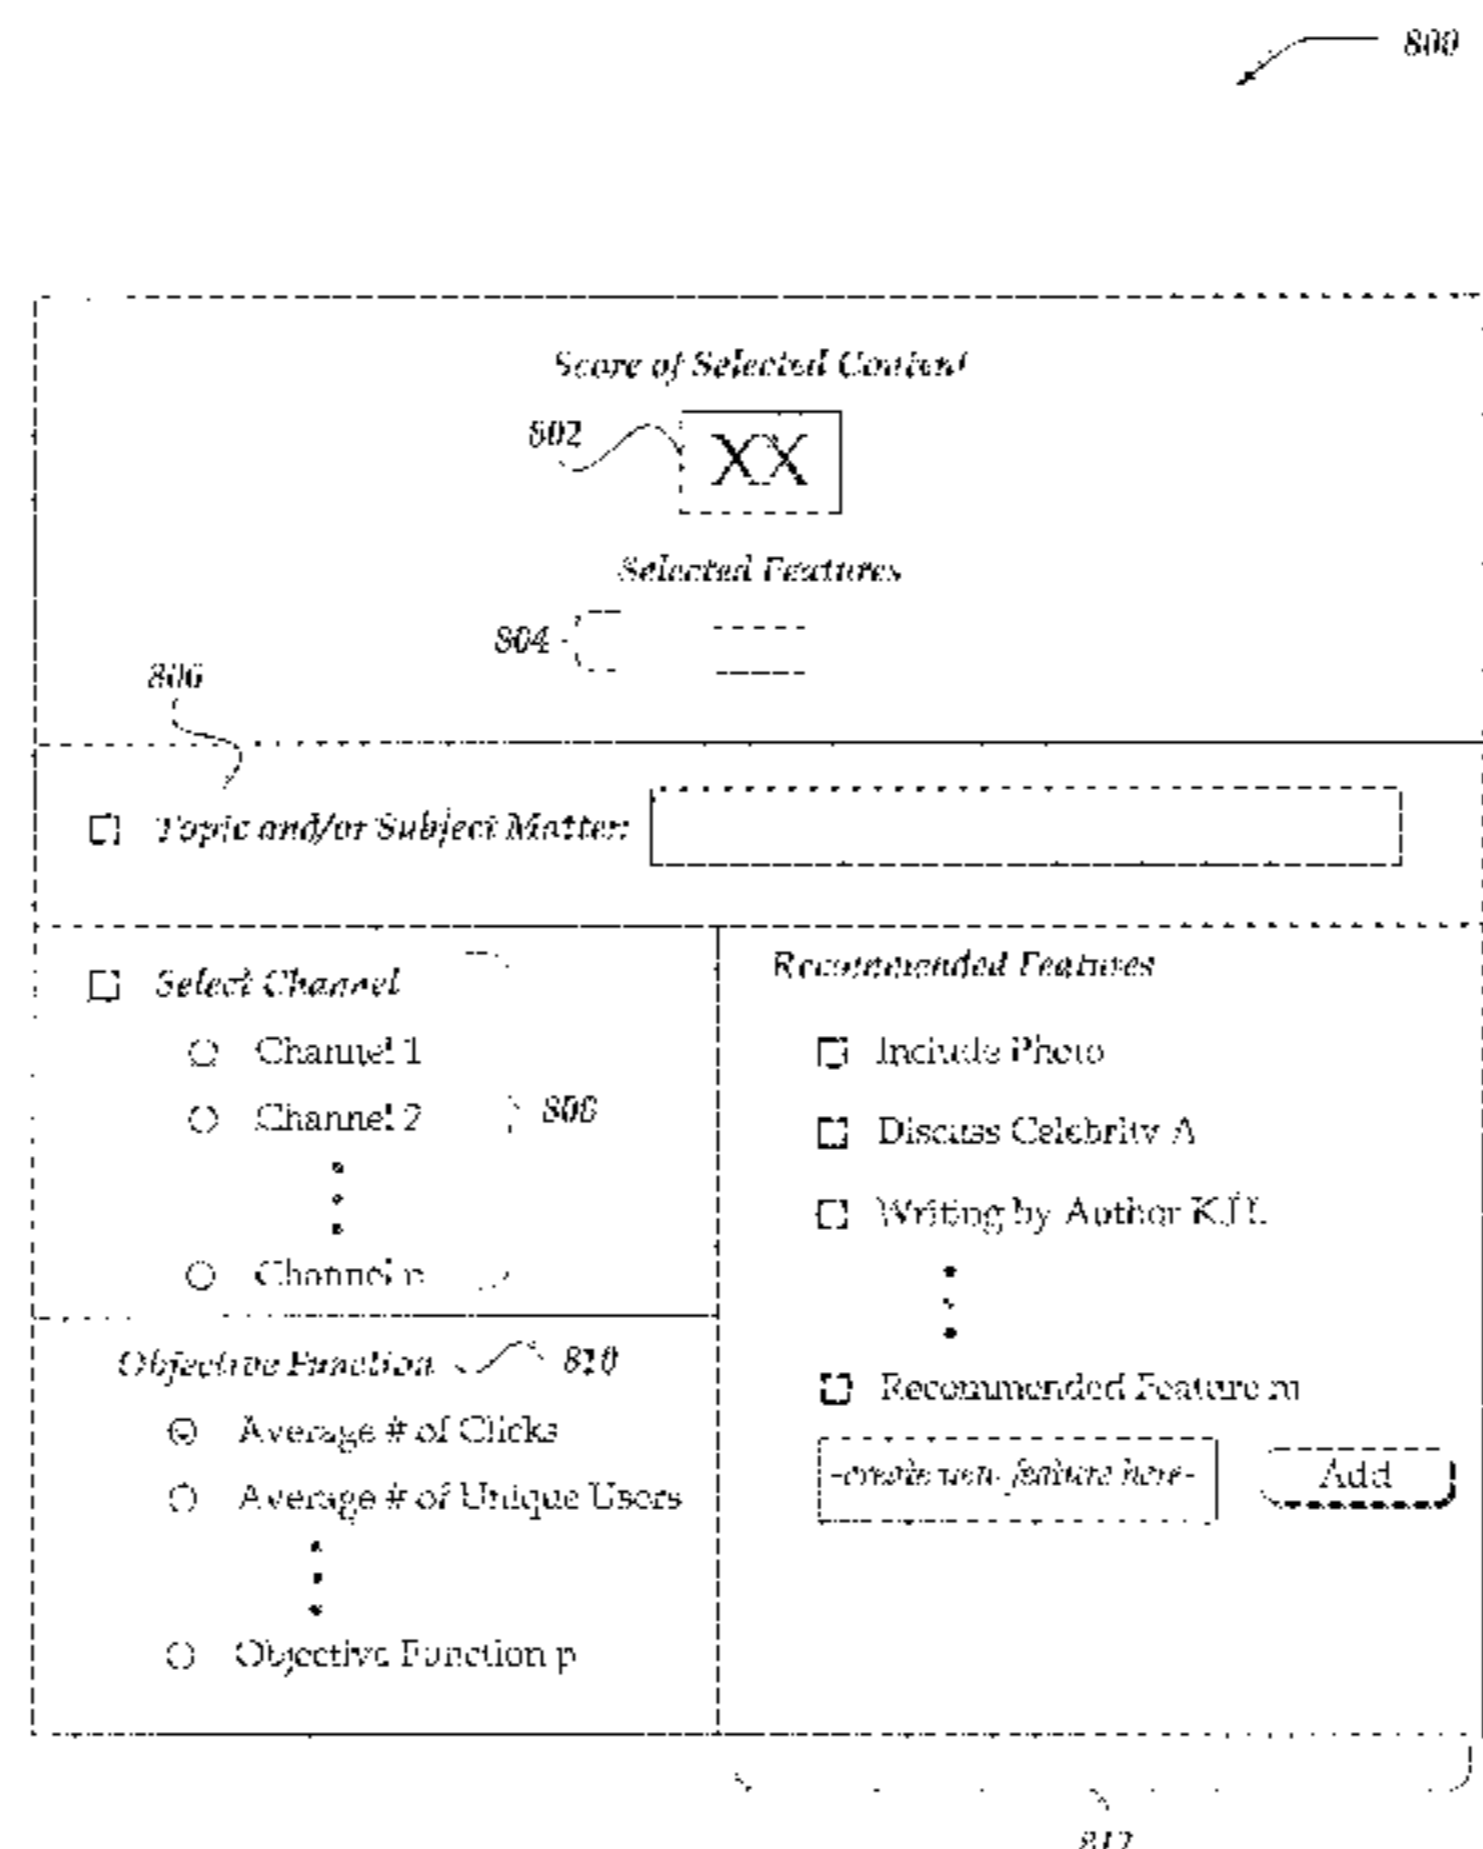 800
Score of Selected Content
802
XX
Selected Features
804
806
Topic and/or Subject Matter:
Select Channel
Channel 1
Channel 2
808
Channel n
Objective Function
810
Average # of Clicks
Average # of Unique Users
Objective Function p
Recommended Features
Include Photo
Discuss Celebrity A
Writing by Author KJL
Recommended Feature m
-create new feature here-
Add
812